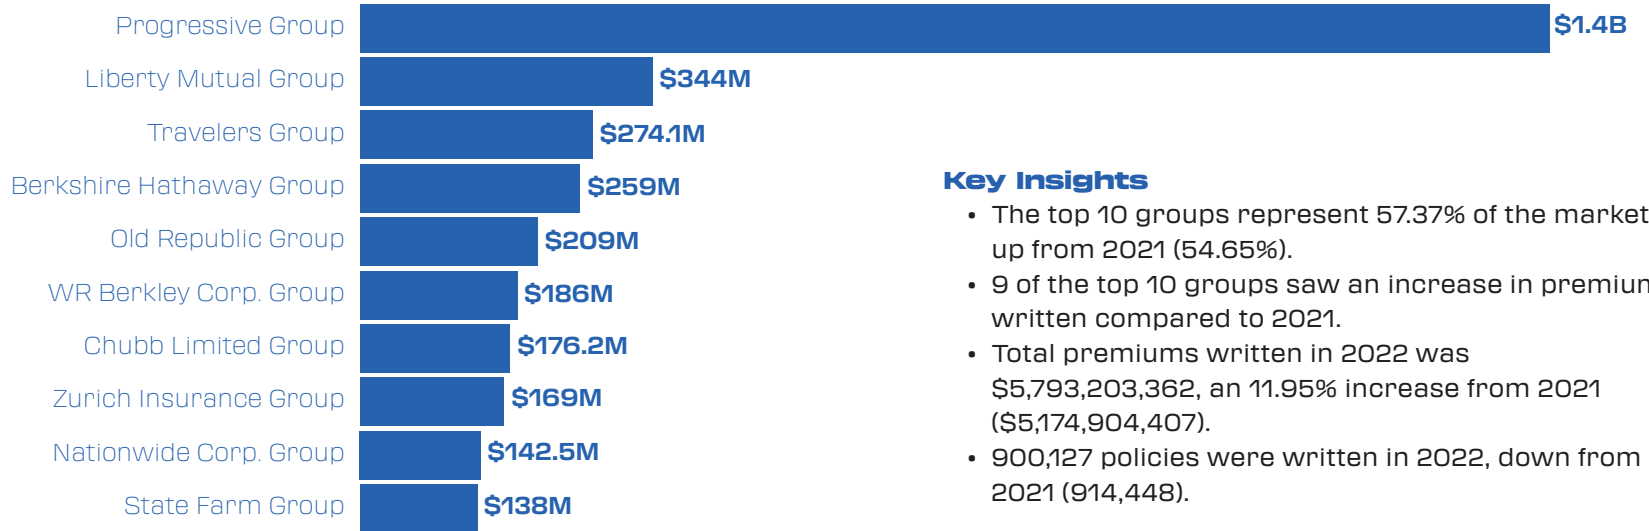 Progressive Group $1.4B
Liberty Mutual Group $344M
Travelers Group $274.1M
Berkshire Hathaway Group $259M
Old Republic Group $209M
WR Berkley Corp. Group $186M
Chubb Limited Group $176.2M
Zurich Insurance Group $169M
Nationwide Corp. Group $142.5M
State Farm Group $138M
Key Insights
• The top 10 groups represent 57.37% of the market
up from 2021 (54.65%).
• 9 of the top 10 groups saw an increase in premium
written compared to 2021.
• Total premiums written in 2022 was
$5,793,203,362, an 11.95% increase from 2021
($5,174,904,407).
• 900,127 policies were written in 2022, down from
2021 (914,448).